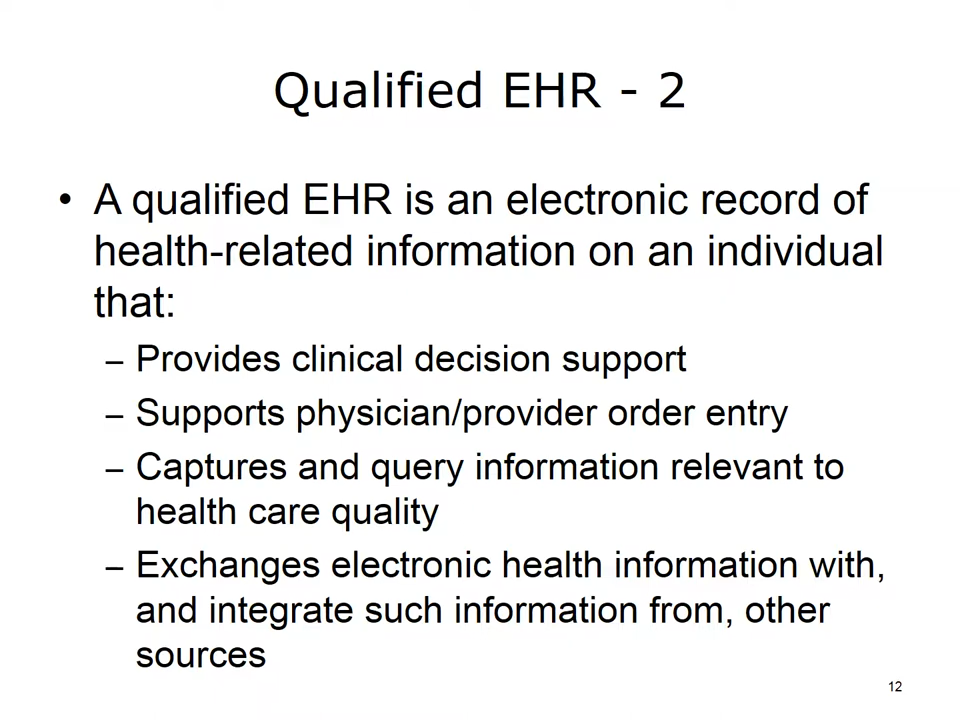 Qualified EHR - 2
• A qualified EHR is an electronic record of
health-related information on an individual
that:
– Provides clinical decision support
– Supports physician/provider order entry
– Captures and query information relevant to
health care quality
– Exchanges electronic health information with,
and integrate such information from, other
sources
12